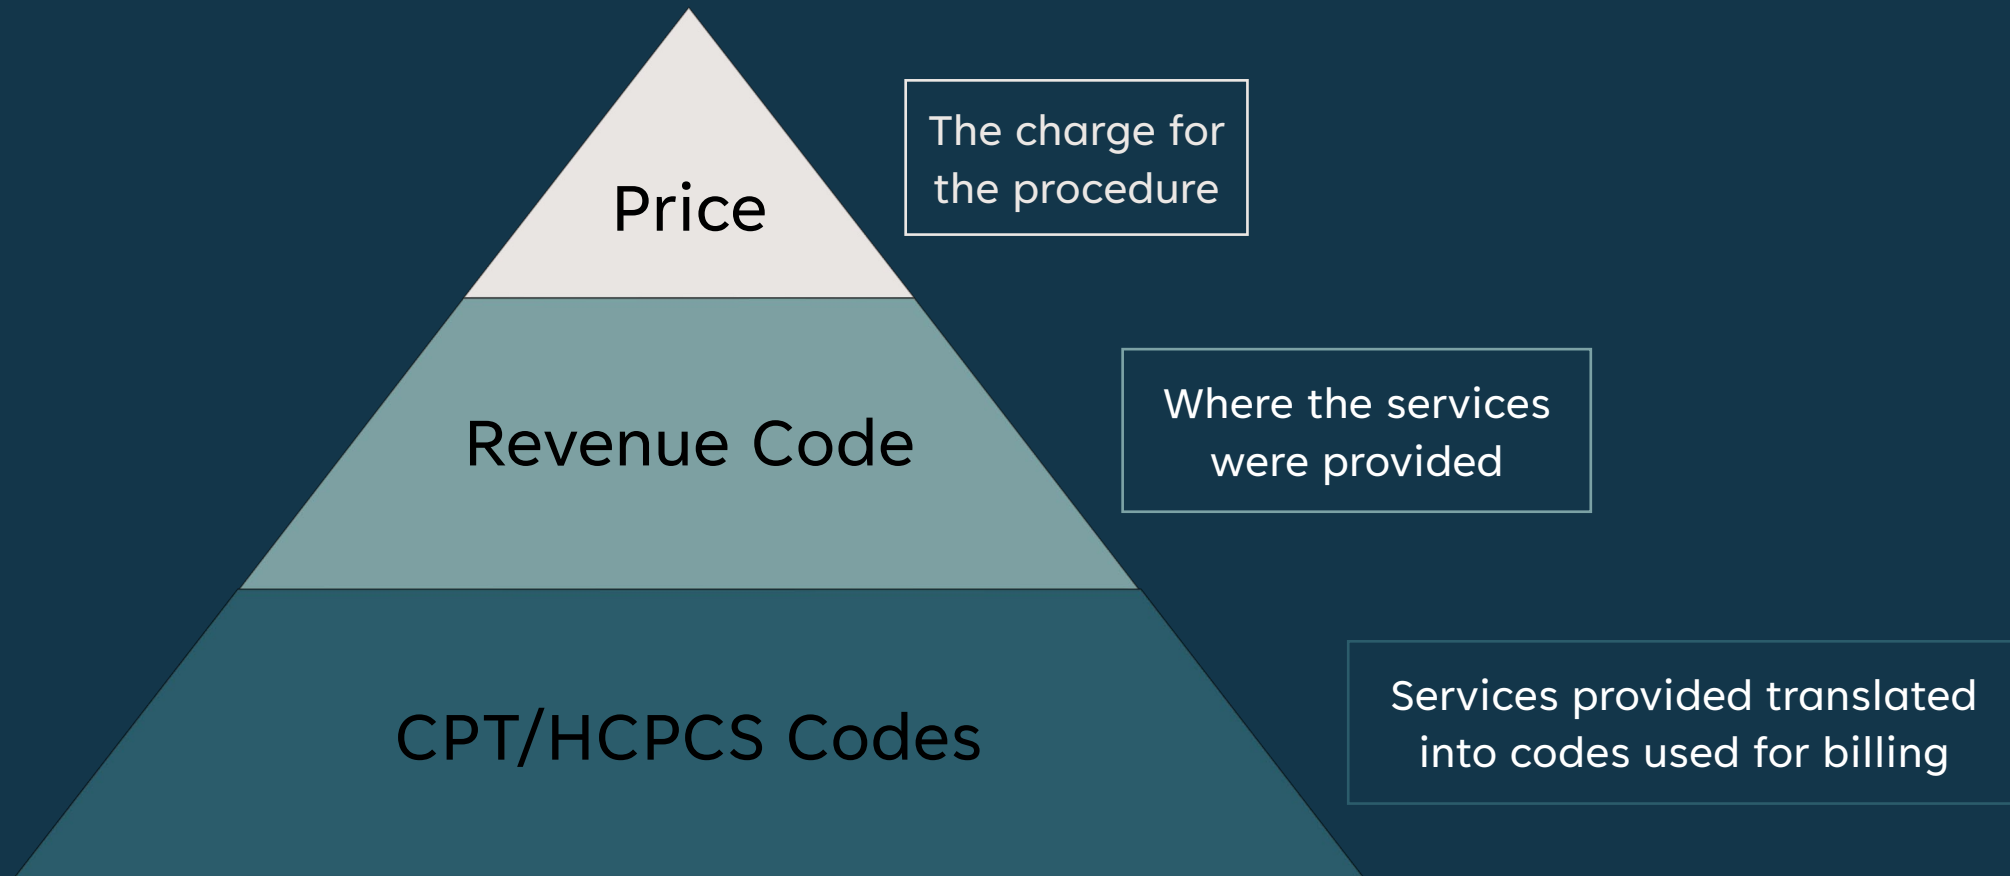 Price
The charge for
the procedure
Revenue Code
Where the services
were provided
CPT/HCPCS Codes
Services provided translated
into codes used for billing